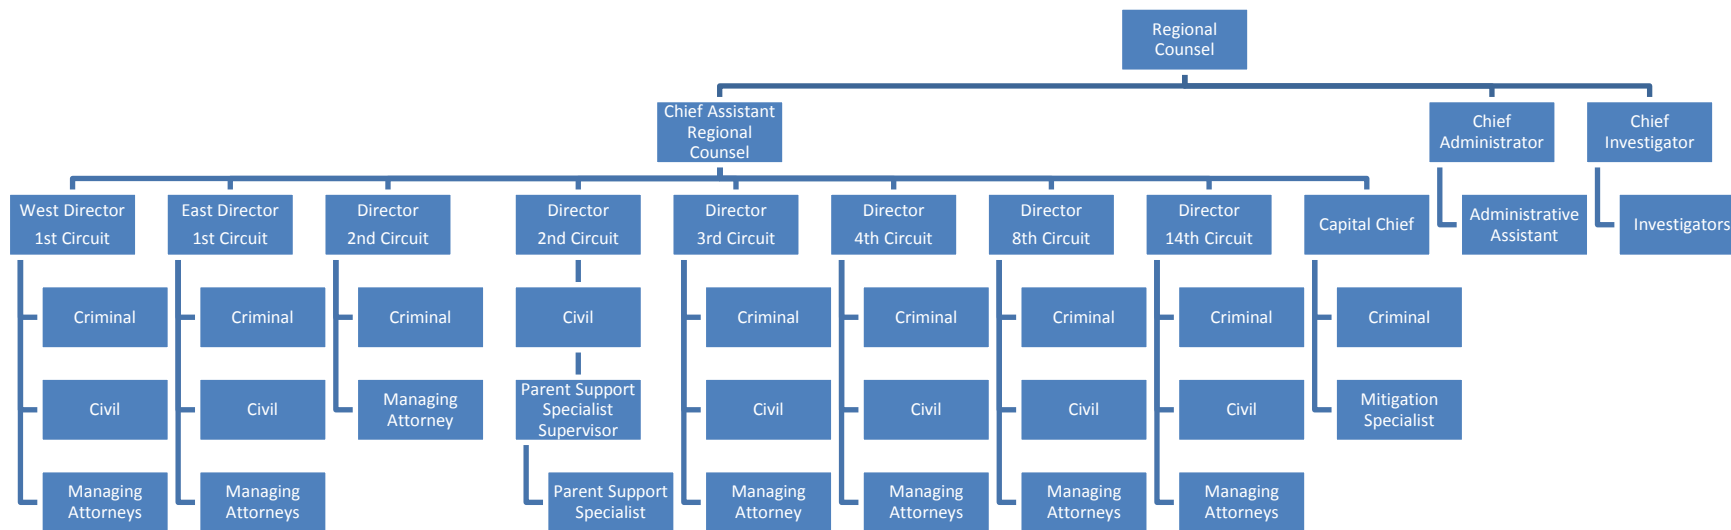 Regional
Counsel
Chief Assistant
Regional
Counsel
Chief
Administrator
Chief
Investigator
West Director
1st Circuit
East Director
1st Circuit
Director
2nd Circuit
Director
2nd Circuit
Director
3rd Circuit
Director
4th Circuit
Director
8th Circuit
Director
14th Circuit
Capital Chief
Administrative
Assistant
Investigators
Criminal
Criminal
Criminal
Civil
Criminal
Criminal
Criminal
Criminal
Criminal
Civil
Civil
Managing
Attorney
Parent Support
Specialist
Supervisor
Civil
Civil
Civil
Civil
Mitigation
Specialist
Managing
Attorneys
Managing
Attorneys
Parent Support
Specialist
Managing
Attorney
Managing
Attorneys
Managing
Attorneys
Managing
Attorneys